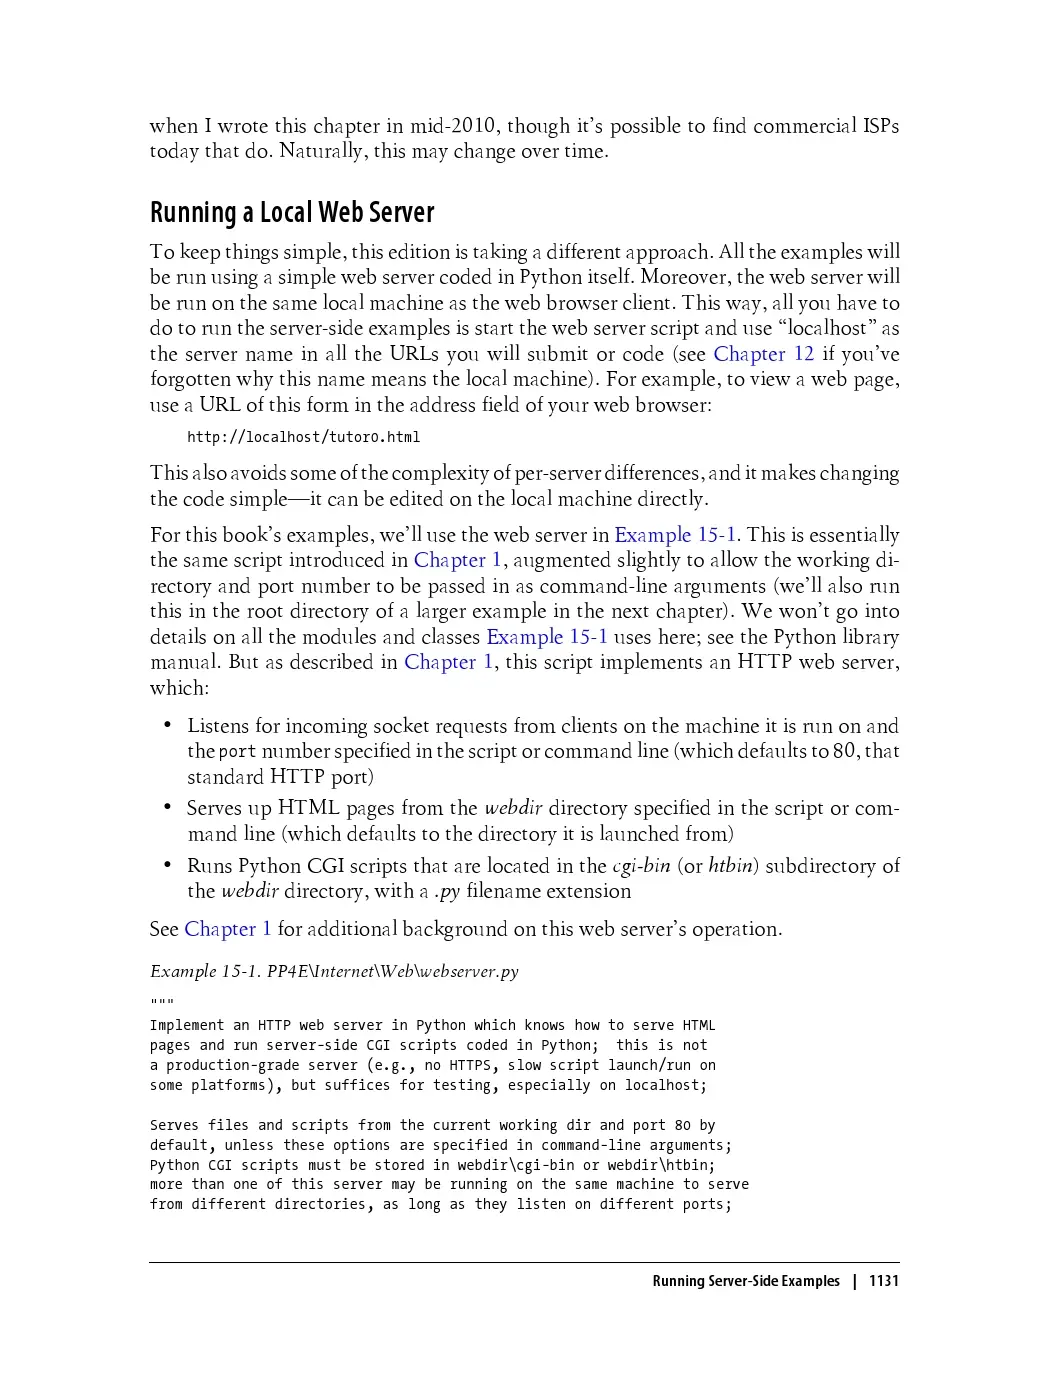 when I wrote this chapter in mid-2010, though it’s possible to find commercial ISPs
today that do. Naturally, this may change over time.
Running a Local Web Server
To keep things simple, this edition is taking a different approach. All the examples will
be run using a simple web server coded in Python itself. Moreover, the web server will
be run on the same local machine as the web browser client. This way, all you have to
do to run the server-side examples is start the web server script and use “localhost” as
the server name in all the URLs you will submit or code (see Chapter 12 if you’ve
forgotten why this name means the local machine). For example, to view a web page,
use a URL of this form in the address field of your web browser:
http://localhost/tutor0.html
This also avoids some of the complexity of per-server differences, and it makes changing
the code simple—it can be edited on the local machine directly.
For this book’s examples, we’ll use the web server in Example 15-1. This is essentially
the same script introduced in Chapter 1, augmented slightly to allow the working di-
rectory and port number to be passed in as command-line arguments (we’ll also run
this in the root directory of a larger example in the next chapter). We won’t go into
details on all the modules and classes Example 15-1 uses here; see the Python library
manual. But as described in Chapter 1, this script implements an HTTP web server,
which:
• Listens for incoming socket requests from clients on the machine it is run on and
the port number specified in the script or command line (which defaults to 80, that
standard HTTP port)
• Serves up HTML pages from the webdir directory specified in the script or com-
mand line (which defaults to the directory it is launched from)
• Runs Python CGI scripts that are located in the cgi-bin (or htbin) subdirectory of
the webdir directory, with a .py filename extension
See Chapter 1 for additional background on this web server’s operation.
Example 15-1. PP4E\Internet\Web\webserver.py
"""
Implement an HTTP web server in Python which knows how to serve HTML
pages and run server-side CGI scripts coded in Python;  this is not
a production-grade server (e.g., no HTTPS, slow script launch/run on
some platforms), but suffices for testing, especially on localhost;
Serves files and scripts from the current working dir and port 80 by
default, unless these options are specified in command-line arguments;
Python CGI scripts must be stored in webdir\cgi-bin or webdir\htbin;
more than one of this server may be running on the same machine to serve
from different directories, as long as they listen on different ports;
Running Server-Side Examples | 1131